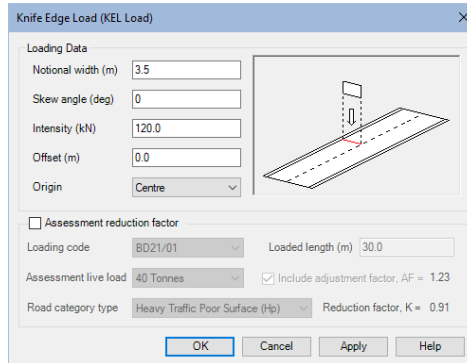 Knife Edge Load (KEL Load)
Loading Data
Notional width (m) 3.5
Skew angle (deg) 0
Intensity (kN) 120.0
Offset (m) 0.0
Origin Centre
Assessment reduction factor
Loading code BD21/01 Loaded length (m) 30.0
Assessment live load 40 Tonnes Include adjustment factor, AF = 1.23
Road category type Heavy Traffic Poor Surface (Hp) Reduction factor, K = 0.91
OK Cancel Apply Help